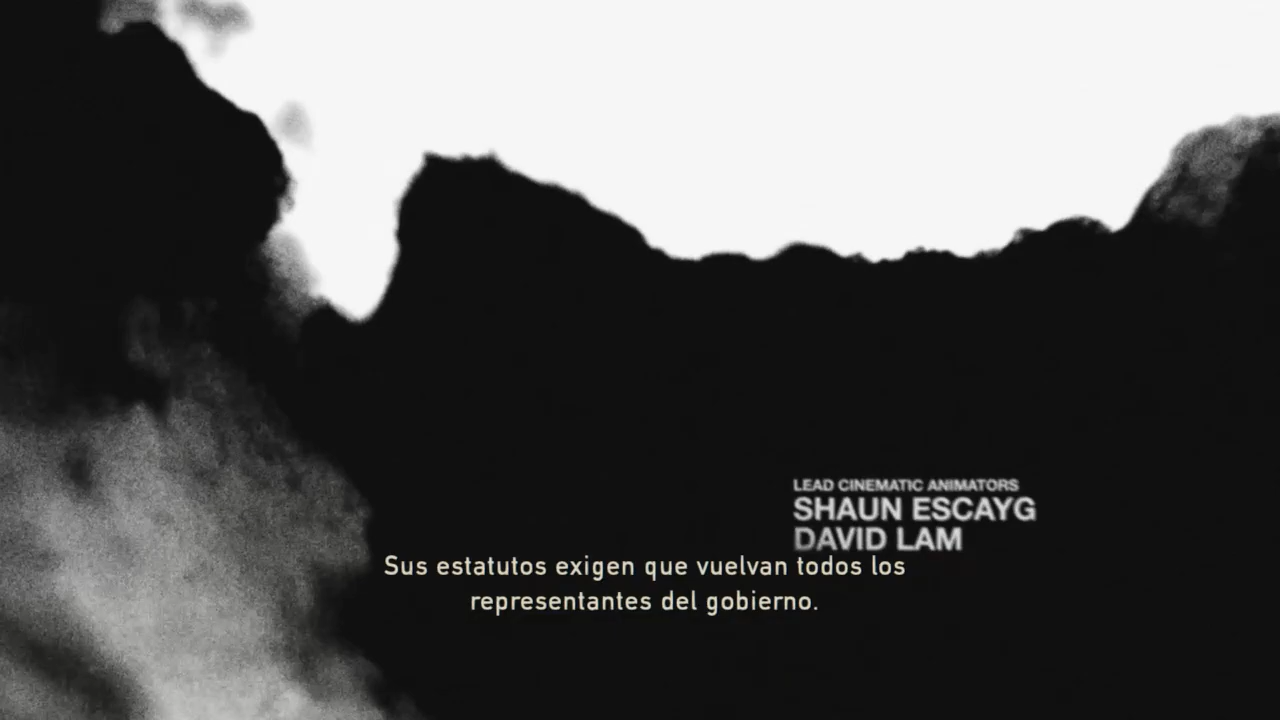 LEAD CINEMATIC ANIMATORS
SHAUN ESCAYG
DAVID LAM
Sus estatutos exigen que vuelvan todos los
representantes del gobierno.